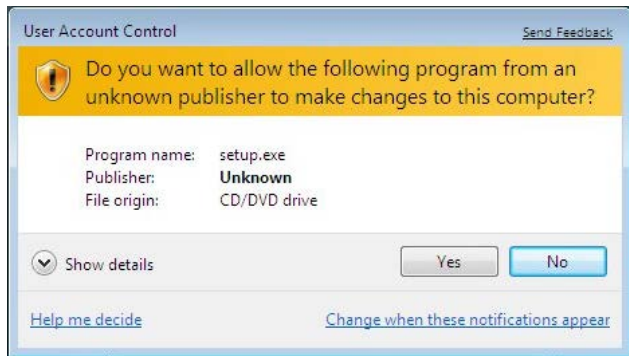 User Account Control
Send Feedback
Do you want to allow the following program from an
unknown publisher to make changes to this computer?
Program name: setup.exe
Publisher: Unknown
File origin: CD/DVD drive
Show details
Yes
No
Help me decide
Change when these notifications appear